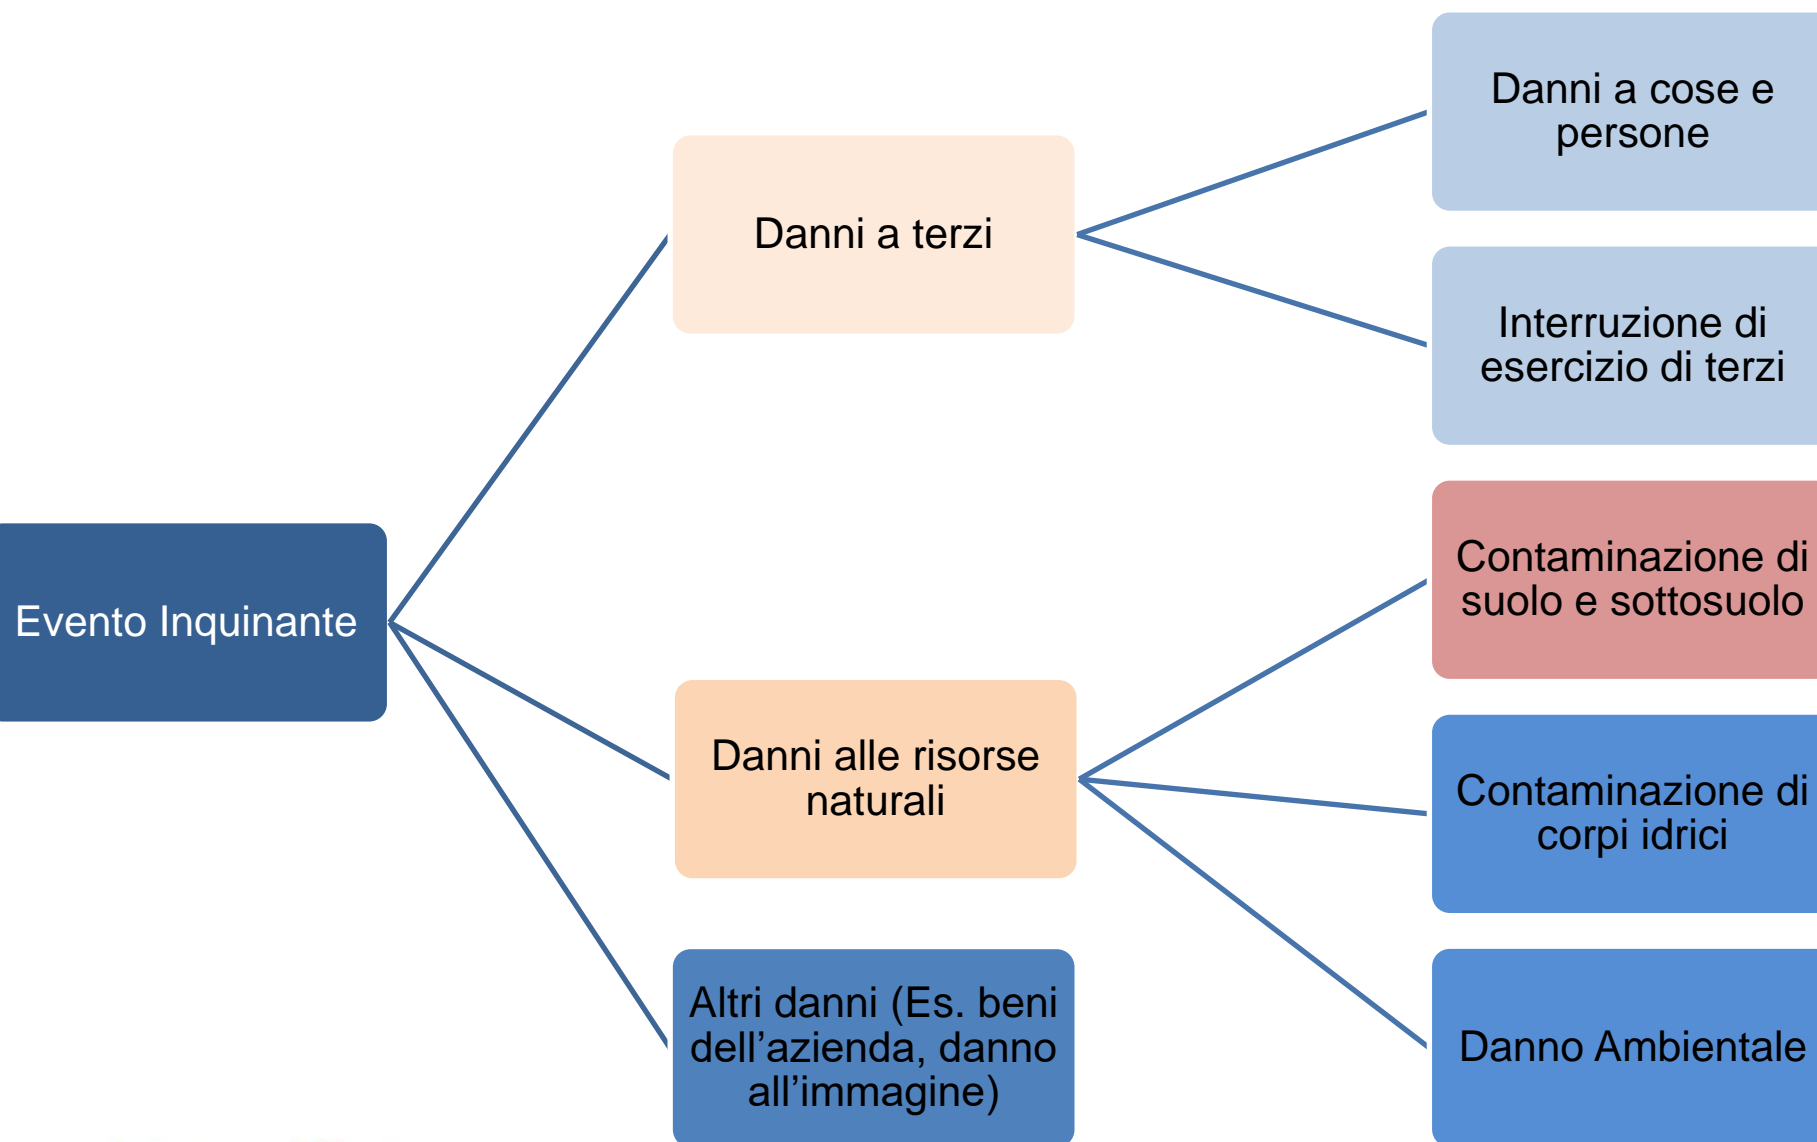 Evento Inquinante
Danni a terzi
Danni a cose e
persone
Interruzione di
esercizio di terzi
Danni alle risorse
naturali
Contaminazione di
suolo e sottosuolo
Contaminazione di
corpi idrici
Danno Ambientale
Altri danni (Es. beni
dell’azienda, danno
all’immagine)